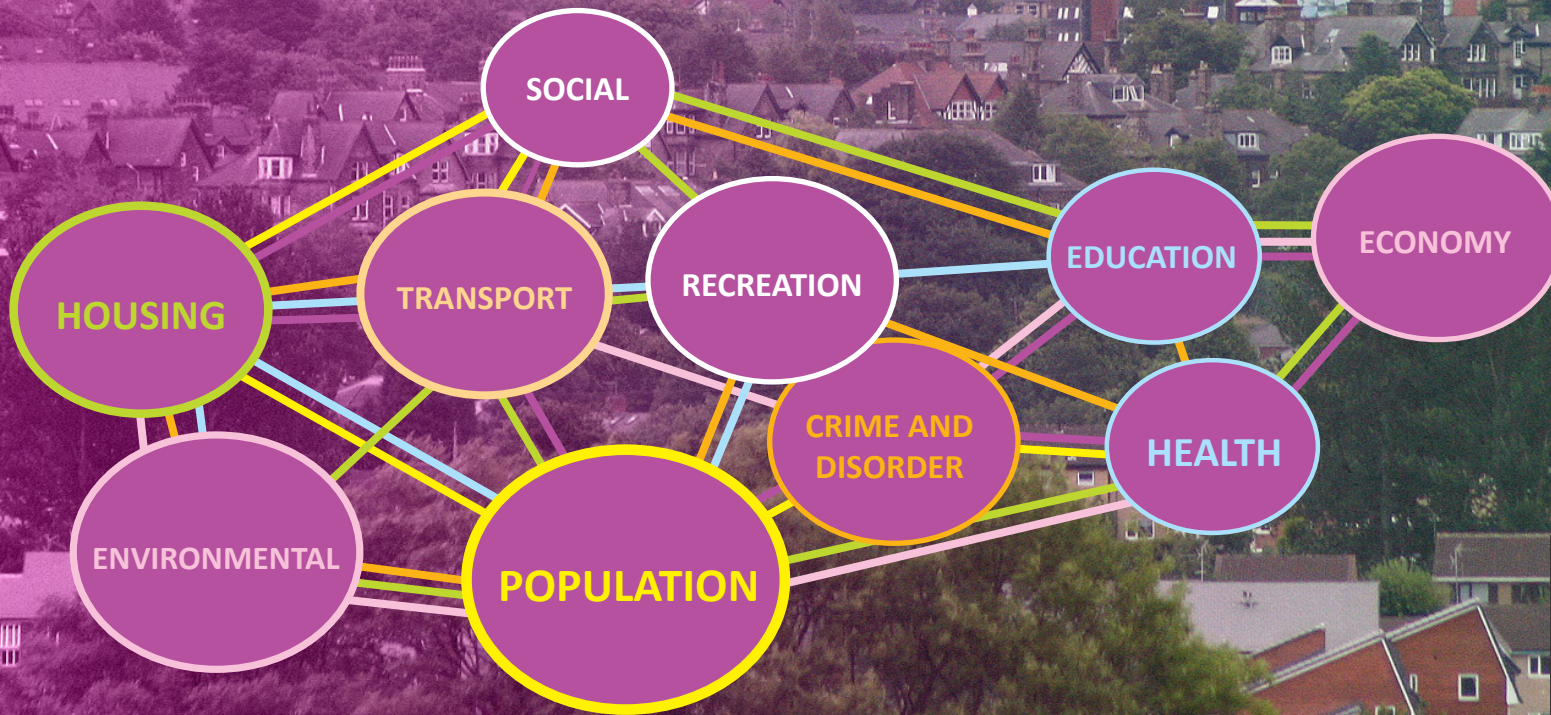 SOCIAL
HOUSING
TRANSPORT
RECREATION
EDUCATION
ECONOMY
CRIME AND
DISORDER
HEALTH
ENVIRONMENTAL
POPULATION